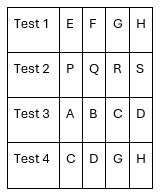 Test 1 E F G H
Test 2 P Q R S
Test 3 A B C D
Test 4 C D G H